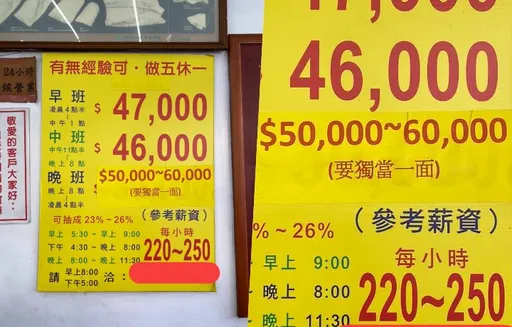 24小時
有無經驗可·做五休一
早班
凌晨4點半
~
中午1點
$47,000
中班
中午11點半
~
晚上8點
$46,000
晚班
晚上8點
~
凌晨4點半
$50,000~60,000
(要獨當一面)
可抽成23%~26%
(參考薪資)
早上 5:30 ~ 早上 9:00
下午 4:30 ~ 晚上 8:00
晚上 8:00 ~ 晚上 11:30
每小時
220~250
請 早上8:00
下午5:00 洽:
敬愛的客戶大家好:
47,000
46,000
$50,000~60,000
(要獨當一面)
% ~ 26%
(參考薪資)
早上 9:00
晚上 8:00
晚上 11:30
每小時
220~250